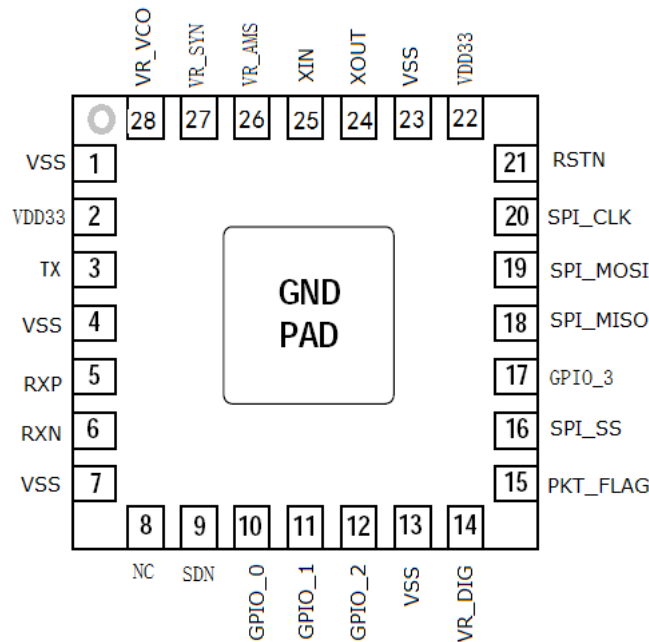 VR_VCO
VR_SYN
VR_AMS
XIN
XOUT
VSS
VDD33
28 27 26 25 24 23 22
VSS 1
VDD33 2
TX 3
VSS 4
RXP 5
RXN 6
VSS 7
GND
PAD
21 RSTN
20 SPI_CLK
19 SPI_MOSI
18 SPI_MISO
17 GPIO_3
16 SPI_SS
15 PKT_FLAG
8 9 10 11 12 13 14
NC
SDN
GPIO_0
GPIO_1
GPIO_2
VSS
VR_DIG